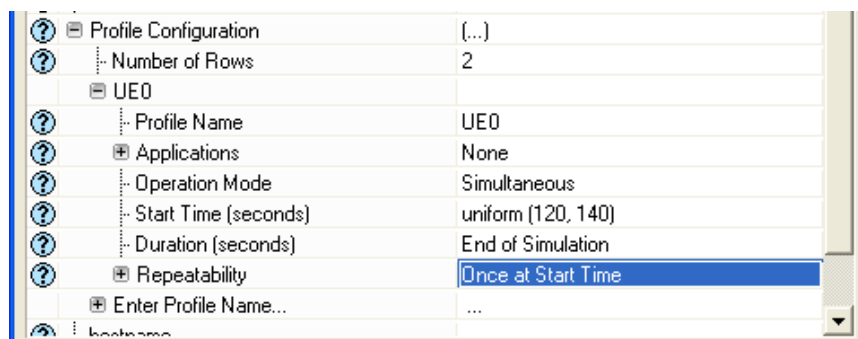 Profile Configuration (...)
Number of Rows 2
UE0
Profile Name UE0
Applications None
Operation Mode Simultaneous
Start Time (seconds) uniform (120, 140)
Duration (seconds) End of Simulation
Repeatability Once at Start Time
Enter Profile Name... ...
hostname